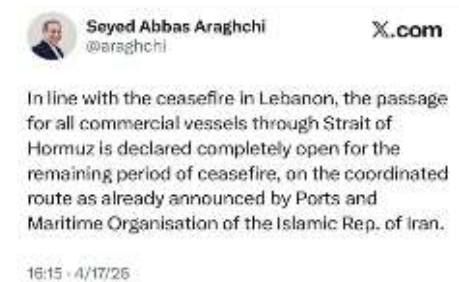 Seyed Abbas Araghchi
X.com
@araghchi
In line with the ceasefire in Lebanon, the passage
for all commercial vessels through Strait of
Hormuz is declared completely open for the
remaining period of ceasefire, on the coordinated
route as already announced by Ports and
Maritime Organisation of the Islamic Rep. of Iran.
16:15 · 4/17/26